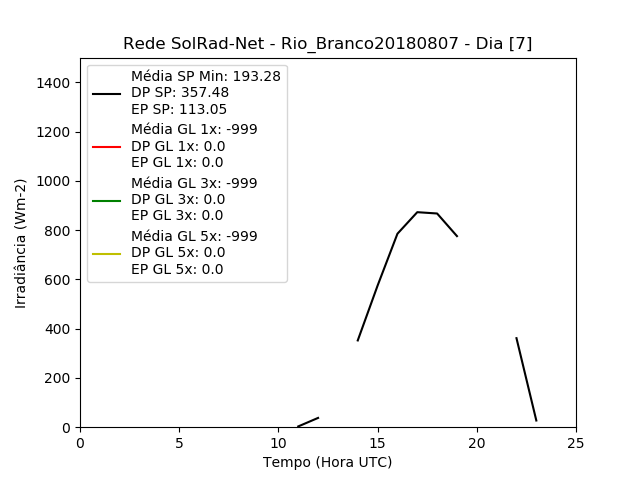 Rede SolRad-Net - Rio_Branco20180807 - Dia [7]
Média SP Min: 193.28
DP SP: 357.48
EP SP: 113.05
Média GL 1x: -999
DP GL 1x: 0.0
EP GL 1x: 0.0
Média GL 3x: -999
DP GL 3x: 0.0
EP GL 3x: 0.0
Média GL 5x: -999
DP GL 5x: 0.0
EP GL 5x: 0.0
Irradiância (Wm-2)
1400
1200
1000
800
600
400
200
0
0 5 10 15 20 25
Tempo (Hora UTC)